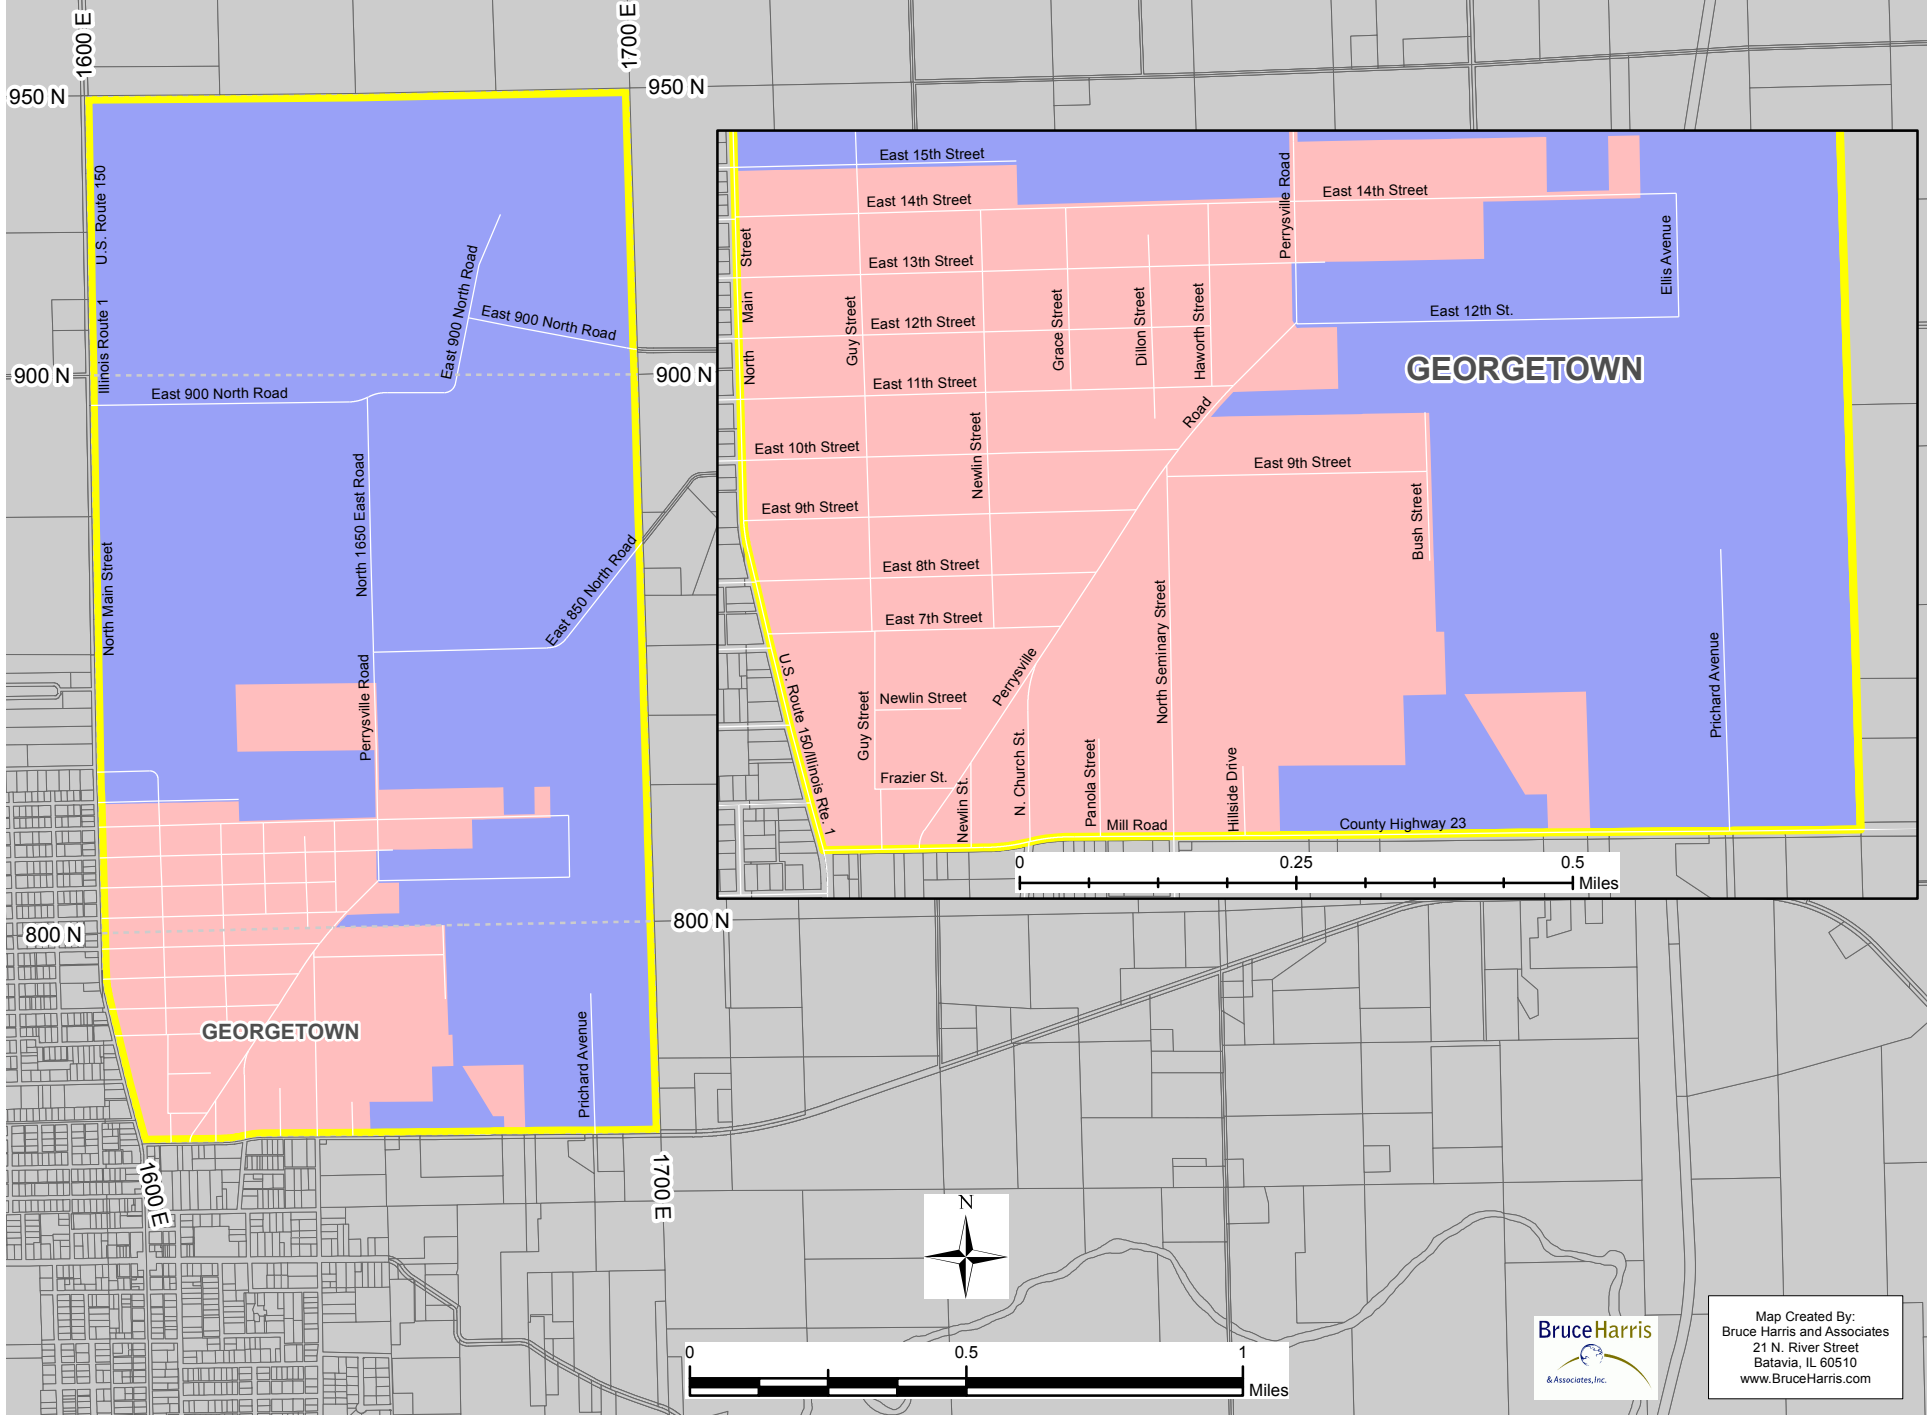 1600 E
1700 E
950 N
950 N
U.S. Route 150
Illinois Route 1
East 900 North Road
East 900 North Road
900 N
900 N
East 900 North Road
North 1650 East Road
North Main Street
East 850 North Road
Perrysville Road
800 N
800 N
GEORGETOWN
Prichard Avenue
1600 E
1700 E
East 15th Street
Perrysville Road
East 14th Street
East 14th Street
North Main Street
East 13th Street
Ellis Avenue
Guy Street
East 12th Street
Grace Street
Dillon Street
Haworth Street
East 12th St.
GEORGETOWN
East 11th Street
Road
East 10th Street
Newlin Street
East 9th Street
East 9th Street
Bush Street
East 8th Street
East 7th Street
North Seminary Street
Perrysville
Prichard Avenue
U.S. Route 150/Illinois Rte. 1
Guy Street
Newlin Street
N. Church St.
Panola Street
Hillside Drive
Frazier St.
Newlin St.
Mill Road
County Highway 23
0 0.25 0.5
Miles
N
0 0.5 1
Miles
BruceHarris
& Associates, Inc.
Map Created By:
Bruce Harris and Associates
21 N. River Street
Batavia, IL 60510
www.BruceHarris.com